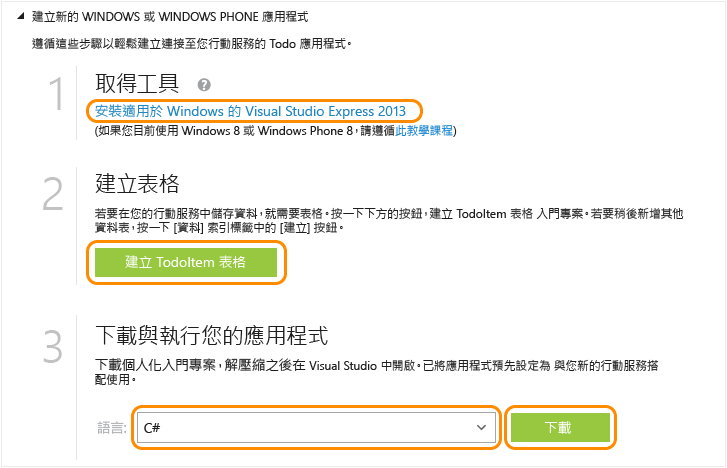 建立新的 WINDOWS 或 WINDOWS PHONE 應用程式
遵循這些步驟以輕鬆建立連接至您行動服務的 Todo 應用程式。
1
取得工具 ?
安裝適用於 Windows 的 Visual Studio Express 2013
(如果您目前使用 Windows 8 或 Windows Phone 8，請遵循此教學課程)
2
建立表格
若要在您的行動服務中儲存資料，就需要表格。按一下下方的按鈕，建立 TodoItem 表格 入門專案。若要稍後新增其他
資料表，按一下 [資料] 索引標籤中的 [建立] 按鈕。
建立 TodoItem 表格
3
下載與執行您的應用程式
下載個人化入門專案，解壓縮之後在 Visual Studio 中開啟。已將應用程式預先設定為 與您新的行動服務搭
配使用。
語言: C# 下載